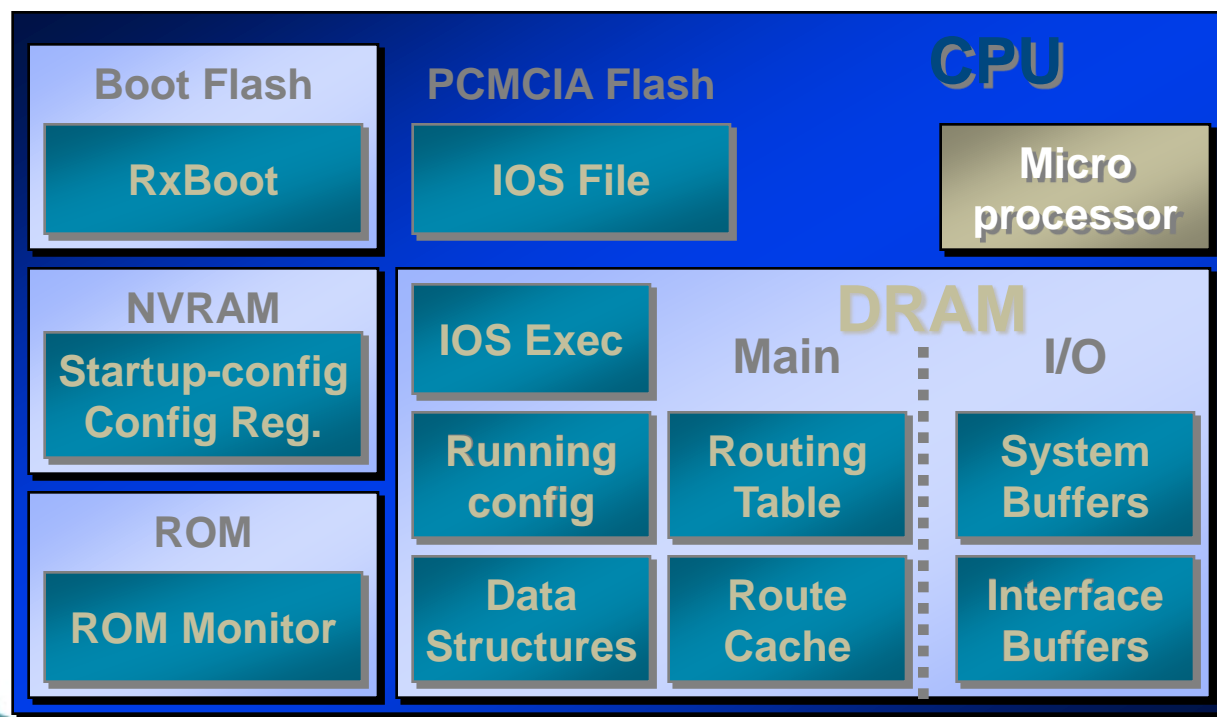 Boot Flash
RxBoot
PCMCIA Flash
IOS File
CPU
Micro
processor
NVRAM
Startup-config
Config Reg.
ROM
ROM Monitor
DRAM
IOS Exec
Main
I/O
Running
config
Routing
Table
System
Buffers
Data
Structures
Route
Cache
Interface
Buffers